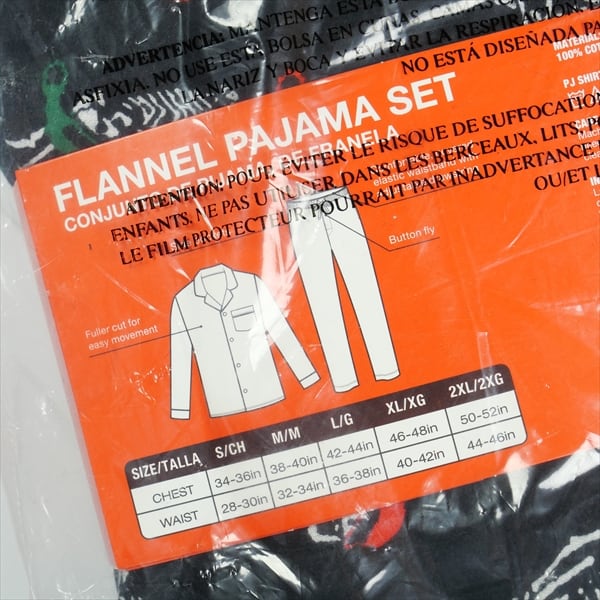 ADVERTENCIA: MANTENGA ESTA
ASFIXIA. NO USE ESTA BOLSA EN CUNAS, CAMAS
LA NARIZ Y BOCA Y EVITAR LA RESPIRACIÓN.
NO ESTÁ DISEÑADA PA
MATERIALS
100% COT
PJ SHIRT
FLANNEL PAJAMA SET
CONJUNTO DE PIJAMA DE FRANELA
ATTENTION: POUR ÉVITER LE RISQUE DE SUFFOCATION
ENFANTS. NE PAS UTILISER DANS LES BERCEAUX, LITS, PO
LE FILM PROTECTEUR POURRAIT PAR INADVERTANCE
OU/ET L
elastic waistband with
Button fly
Fuller cut for
easy movement
SIZE/TALLA S/CH M/M L/G XL/XG 2XL/2XG
CHEST 34-36in 38-40in 42-44in 46-48in 50-52in
WAIST 28-30in 32-34in 36-38in 40-42in 44-46in